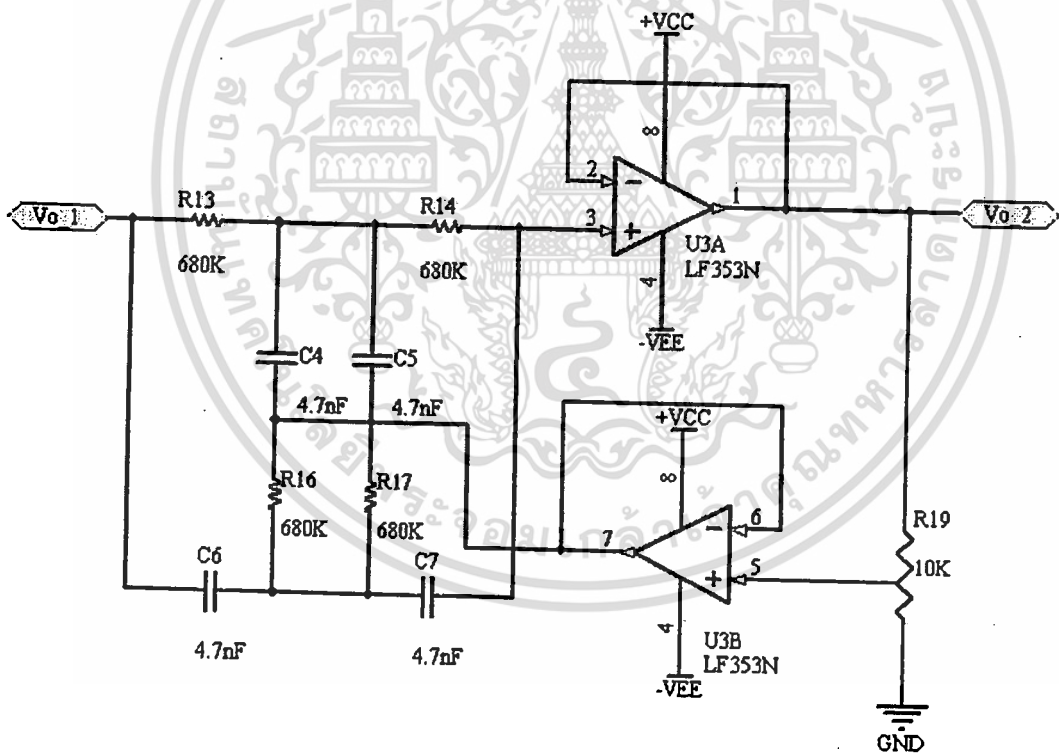 +VCC
8
2
−
3
+
1
4
U3A
LF353N
-VEE
Vo 1
R13
680K
R14
680K
Vo 2
C4
4.7nF
C5
4.7nF
R16
680K
R17
680K
C6
4.7nF
C7
4.7nF
+VCC
8
7
−
6
+
5
4
U3B
LF353N
-VEE
R19
10K
GND